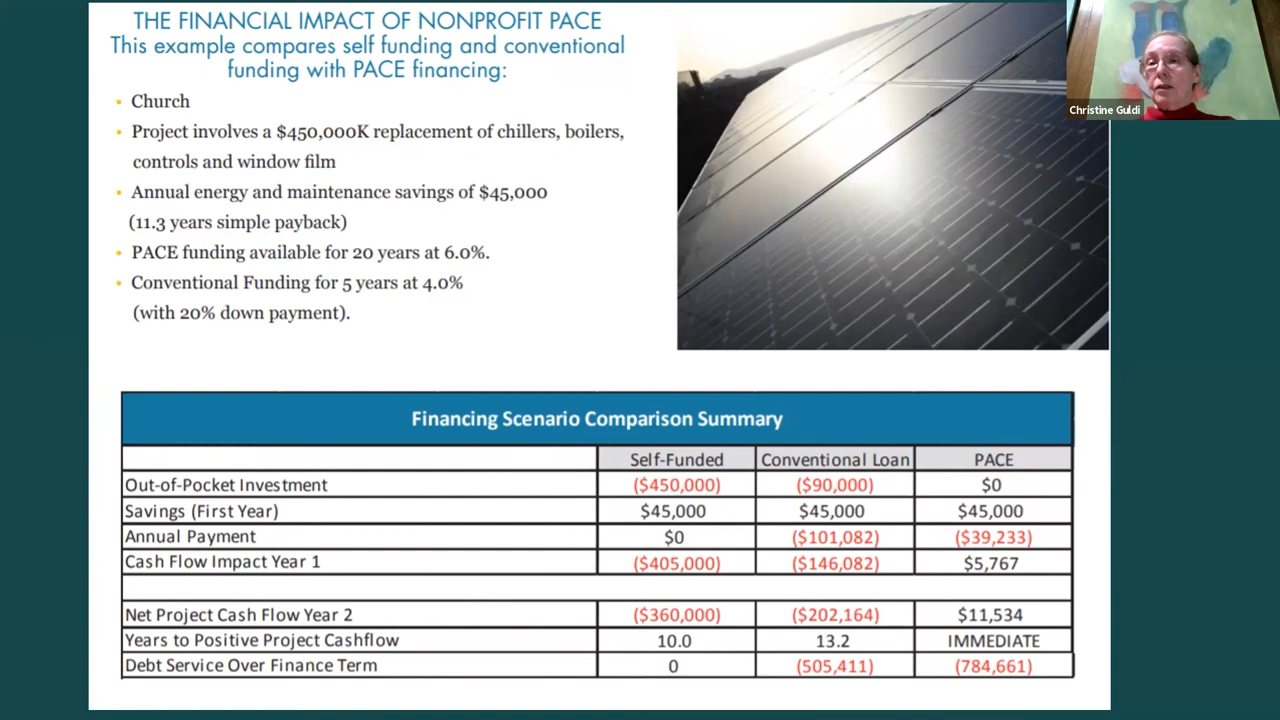 THE FINANCIAL IMPACT OF NONPROFIT PACE
This example compares self funding and conventional
funding with PACE financing:
• Church
• Project involves a $450,000K replacement of chillers, boilers,
controls and window film
• Annual energy and maintenance savings of $45,000
(11.3 years simple payback)
• PACE funding available for 20 years at 6.0%.
• Conventional Funding for 5 years at 4.0%
(with 20% down payment).
Christine Guldi
Financing Scenario Comparison Summary
Self-Funded Conventional Loan PACE
Out-of-Pocket Investment ($450,000) ($90,000) $0
Savings (First Year) $45,000 $45,000 $45,000
Annual Payment $0 ($101,082) ($39,233)
Cash Flow Impact Year 1 ($405,000) ($146,082) $5,767
Net Project Cash Flow Year 2 ($360,000) ($202,164) $11,534
Years to Positive Project Cashflow 10.0 13.2 IMMEDIATE
Debt Service Over Finance Term 0 (505,411) (784,661)